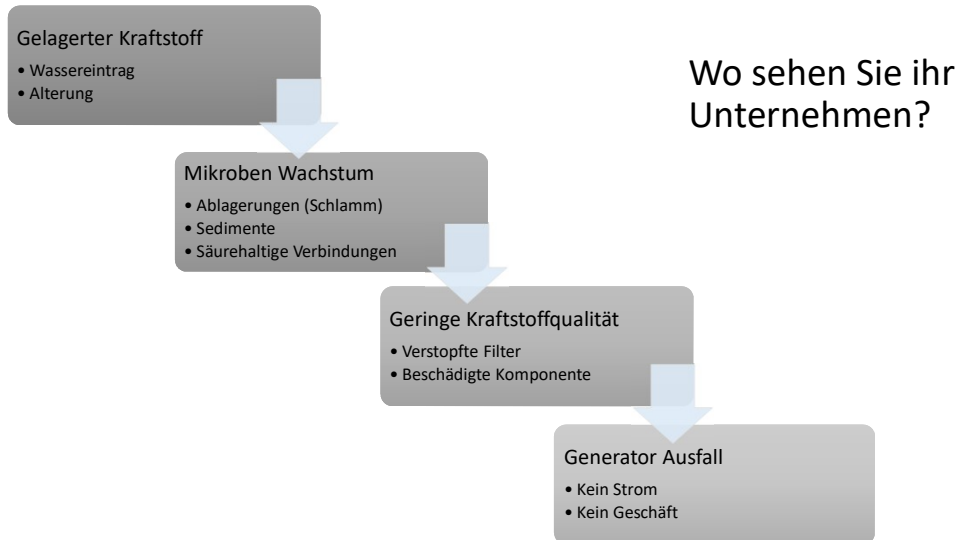 Gelagerter Kraftstoff
• Wassereintrag
• Alterung
Wo sehen Sie ihr
Unternehmen?
Mikroben Wachstum
• Ablagerungen (Schlamm)
• Sedimente
• Säurehaltige Verbindungen
Geringe Kraftstoffqualität
• Verstopfte Filter
• Beschädigte Komponente
Generator Ausfall
• Kein Strom
• Kein Geschäft